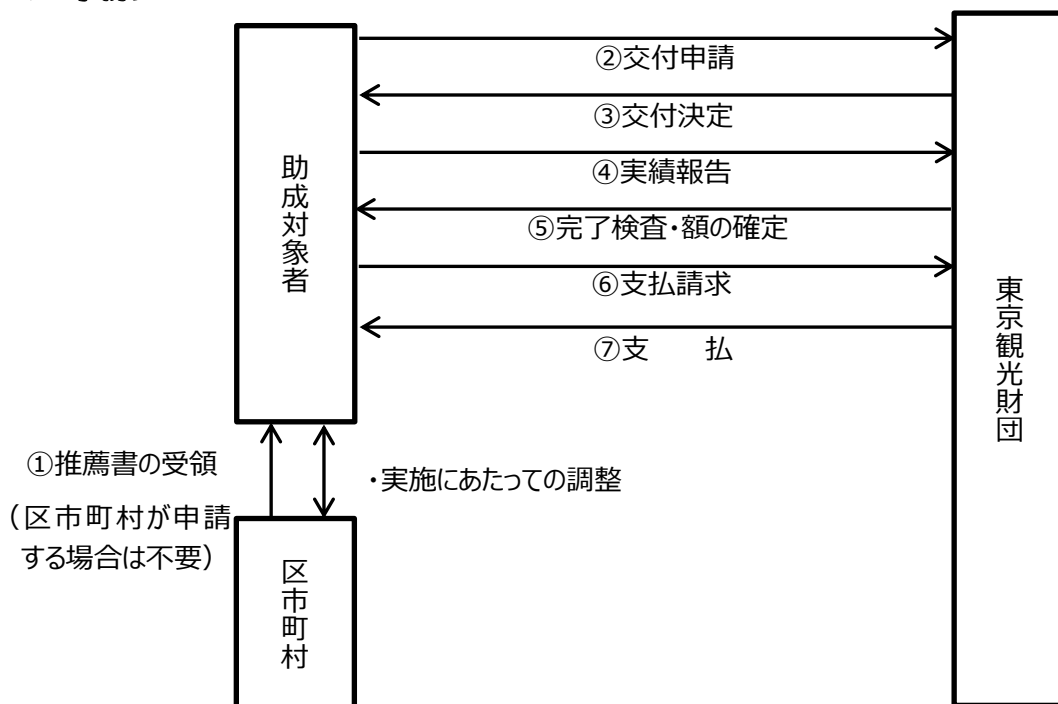 ②交付申請
③交付決定
④実績報告
⑤完了検査・額の確定
⑥支払請求
⑦支　　払
助成対象者
東京観光財団
①推薦書の受領
（区市町村が申請
する場合は不要）
・実施にあたっての調整
区市町村